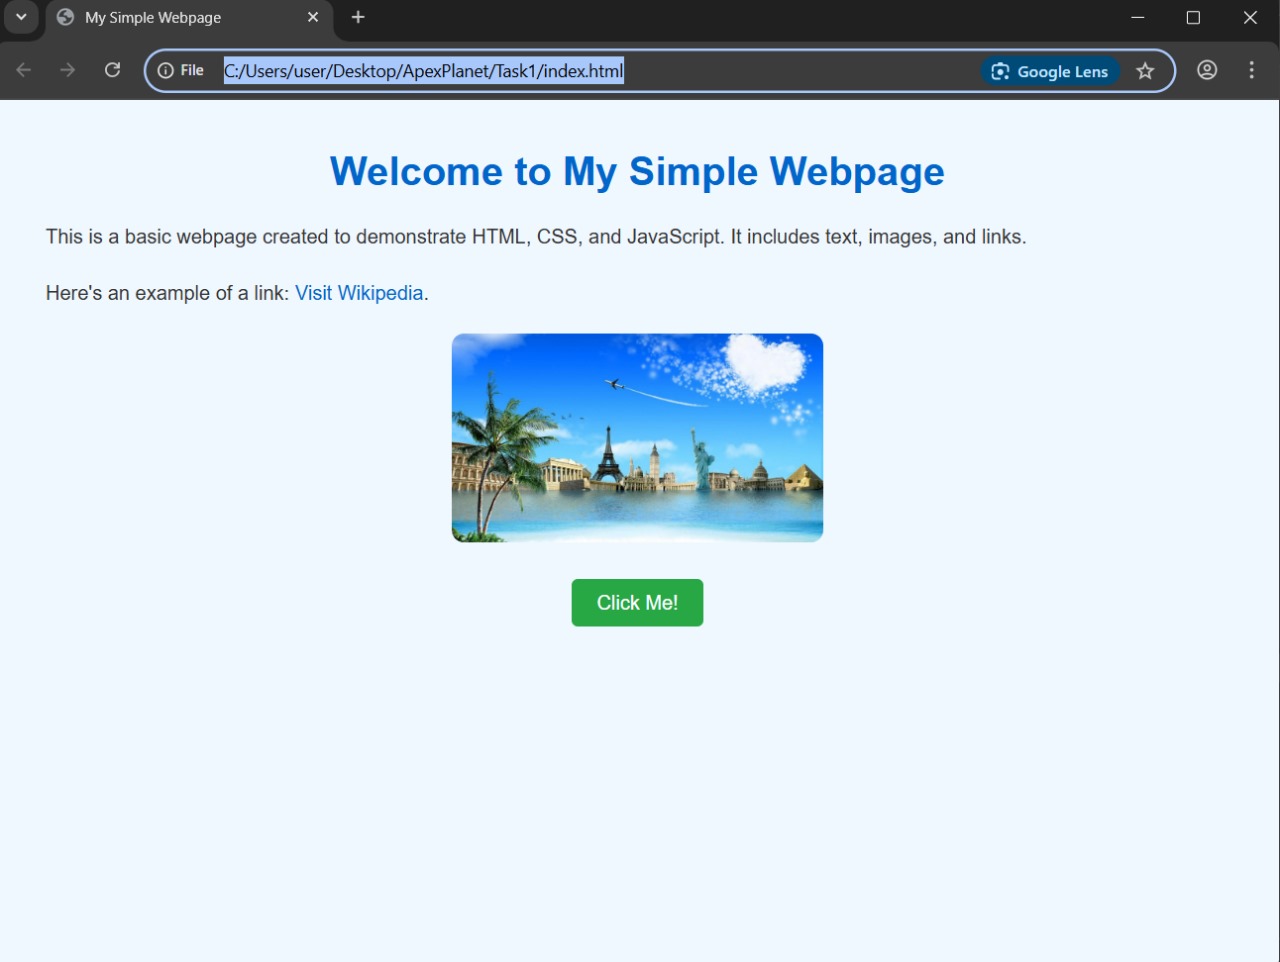 My Simple Webpage
File C:/Users/user/Desktop/ApexPlanet/Task1/index.html Google Lens
Welcome to My Simple Webpage
This is a basic webpage created to demonstrate HTML, CSS, and JavaScript. It includes text, images, and links.
Here's an example of a link: Visit Wikipedia.
Click Me!